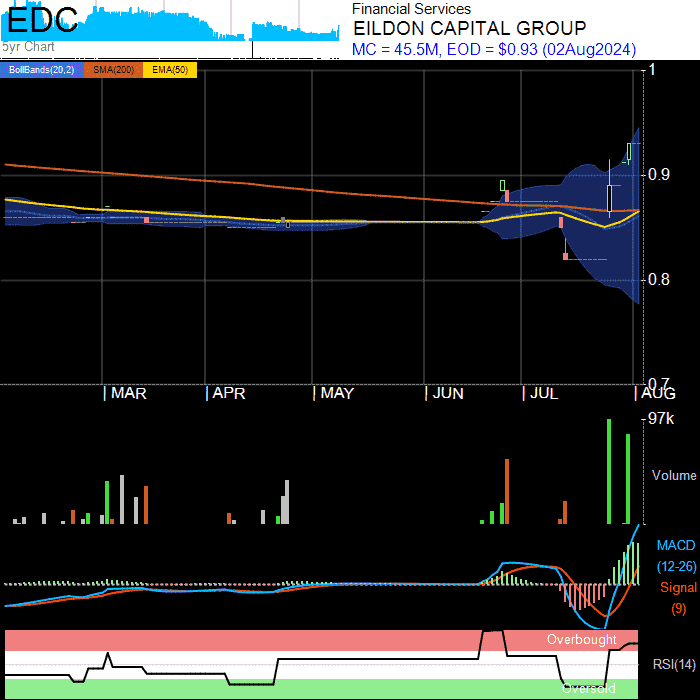 EDC
5yr Chart
Financial Services
EILDON CAPITAL GROUP
MC = 45.5M, EOD = $0.93 (02Aug2024)
BollBands(20,2) SMA(200) EMA(50)
1
0.9
0.8
0.7
MAR APR MAY JUN JUL AUG
97k
Volume
MACD
(12-26)
Signal
(9)
Overbought
RSI(14)
Oversold